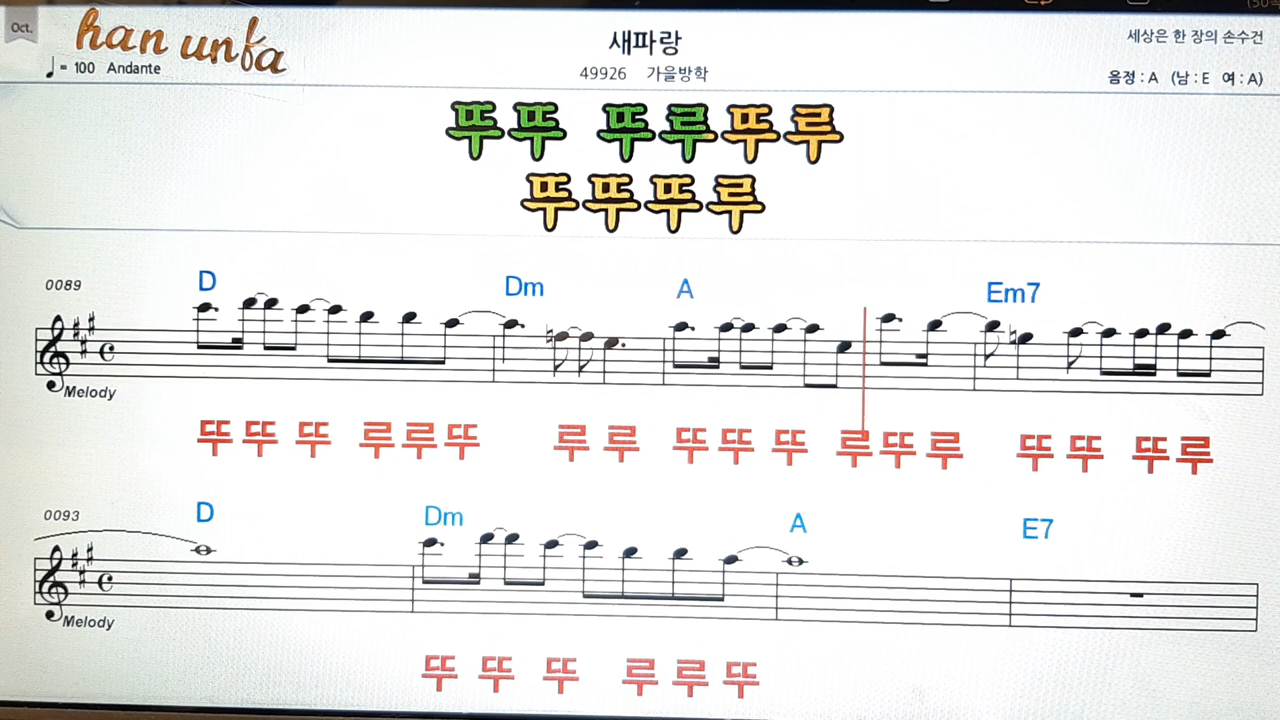 Oct.
han unfa
새파랑
세상은 한 장의 손수건
♩= 100 Andante
49926 가을방학
음정 : A (남 : E 여 : A)
뚜뚜 뚜루뚜루
뚜뚜뚜루
0089
D Dm A Em7
Melody
뚜 뚜 뚜 루 루 뚜 루 루 뚜 뚜 뚜 루 뚜 루 뚜 뚜 뚜 루
0093
D Dm A E7
Melody
뚜 뚜 뚜 루 루 뚜